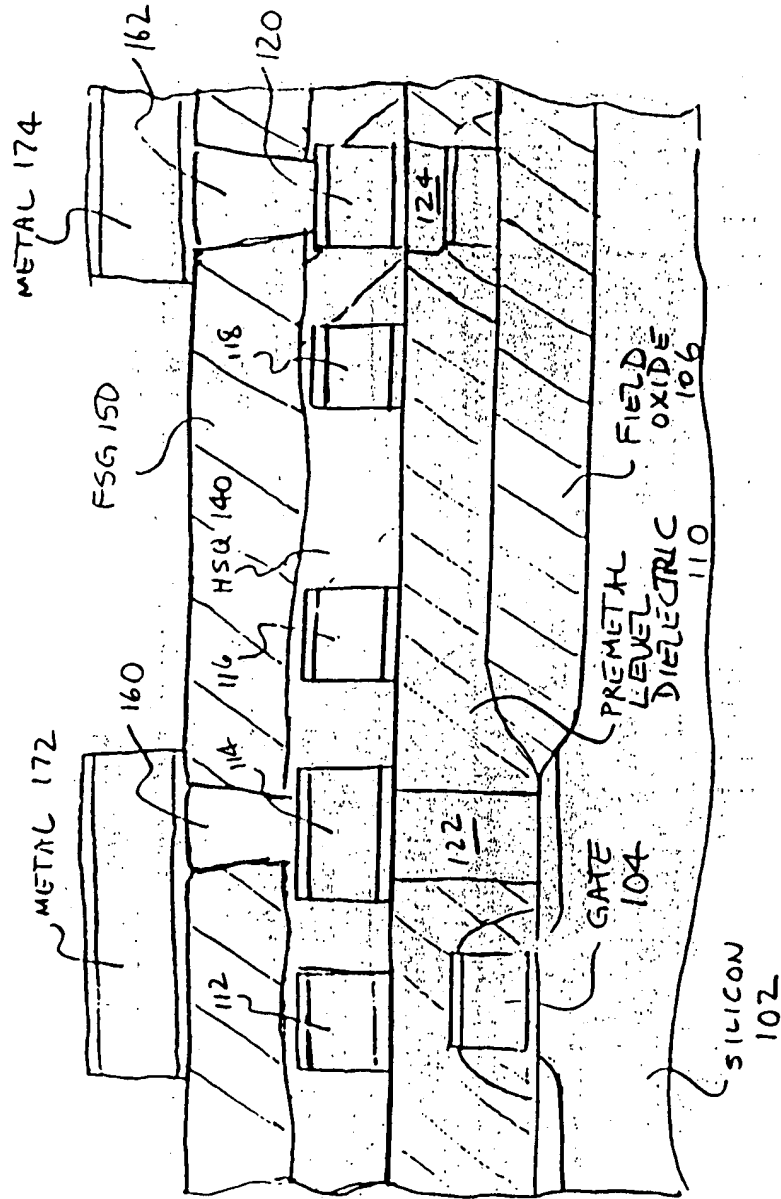 METAL 172
METAL 174
162
160
FSG 150
120
112
114
116
HSQ 140
118
122
124
GATE
104
PREMETAL
LEVEL
DIELECTRIC
110
FIELD
OXIDE
106
SILICON
102